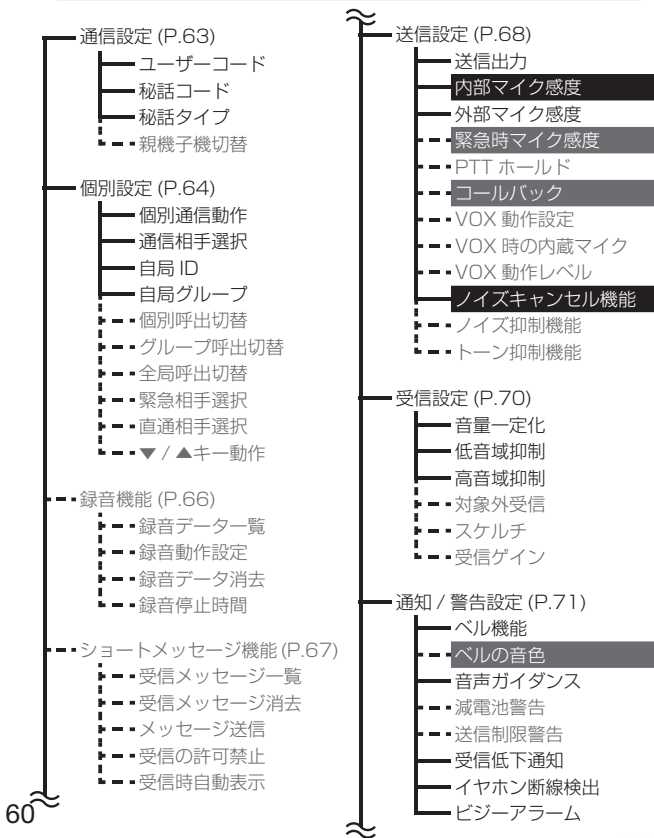 通信設定 (P.63)
ユーザーコード
秘話コード
秘話タイプ
親機子機切替
個別設定 (P.64)
個別通信動作
通信相手選択
自局 ID
自局グループ
個別呼出切替
グループ呼出切替
全局呼出切替
緊急相手選択
直通相手選択
▼ / ▲キー動作
録音機能 (P.66)
録音データ一覧
録音動作設定
録音データ消去
録音停止時間
ショートメッセージ機能 (P.67)
受信メッセージ一覧
受信メッセージ消去
メッセージ送信
受信の許可禁止
受信時自動表示
60
送信設定 (P.68)
送信出力
内部マイク感度
外部マイク感度
緊急時マイク感度
PTT ホールド
コールバック
VOX 動作設定
VOX 時の内蔵マイク
VOX 動作レベル
ノイズキャンセル機能
ノイズ抑制機能
トーン抑制機能
受信設定 (P.70)
音量一定化
低音域抑制
高音域抑制
対象外受信
スケルチ
受信ゲイン
通知 / 警告設定 (P.71)
ベル機能
ベルの音色
音声ガイダンス
減電池警告
送信制限警告
受信低下通知
イヤホン断線検出
ビジーアラーム